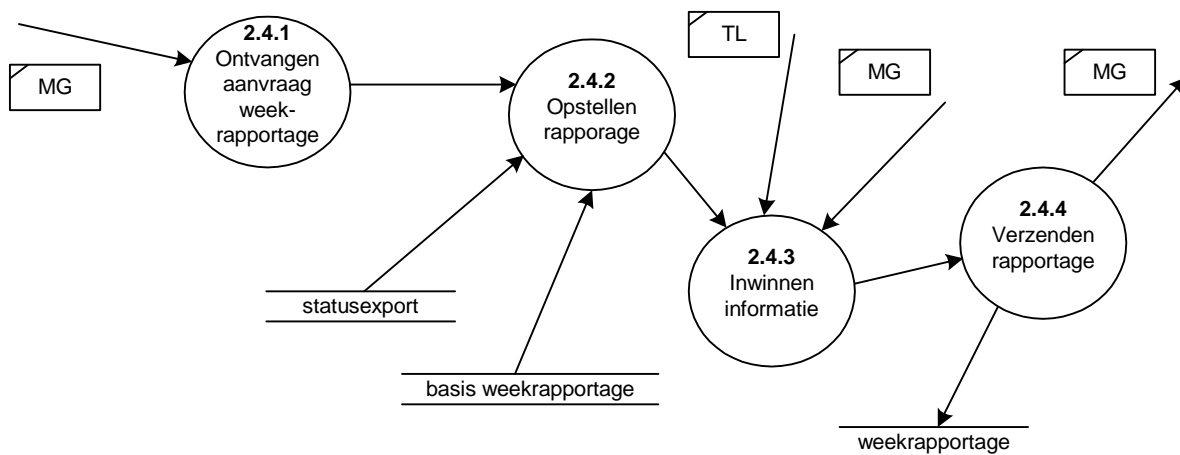 MG
2.4.1
Ontvangen
aanvraag
week-
rapportage
2.4.2
Opstellen
rapporage
TL
MG
MG
statusexport
basis weekrapportage
2.4.3
Inwinnen
informatie
2.4.4
Verzenden
rapportage
weekrapportage